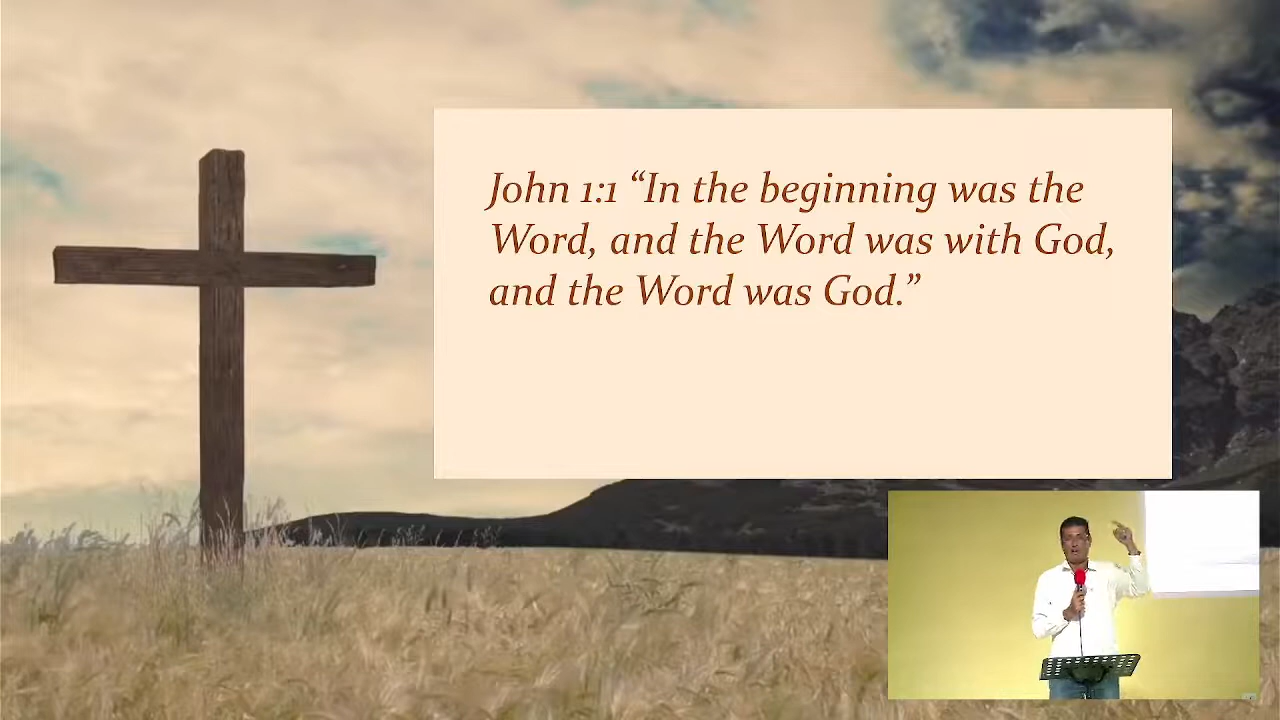 John 1:1 “In the beginning was the
Word, and the Word was with God,
and the Word was God.”